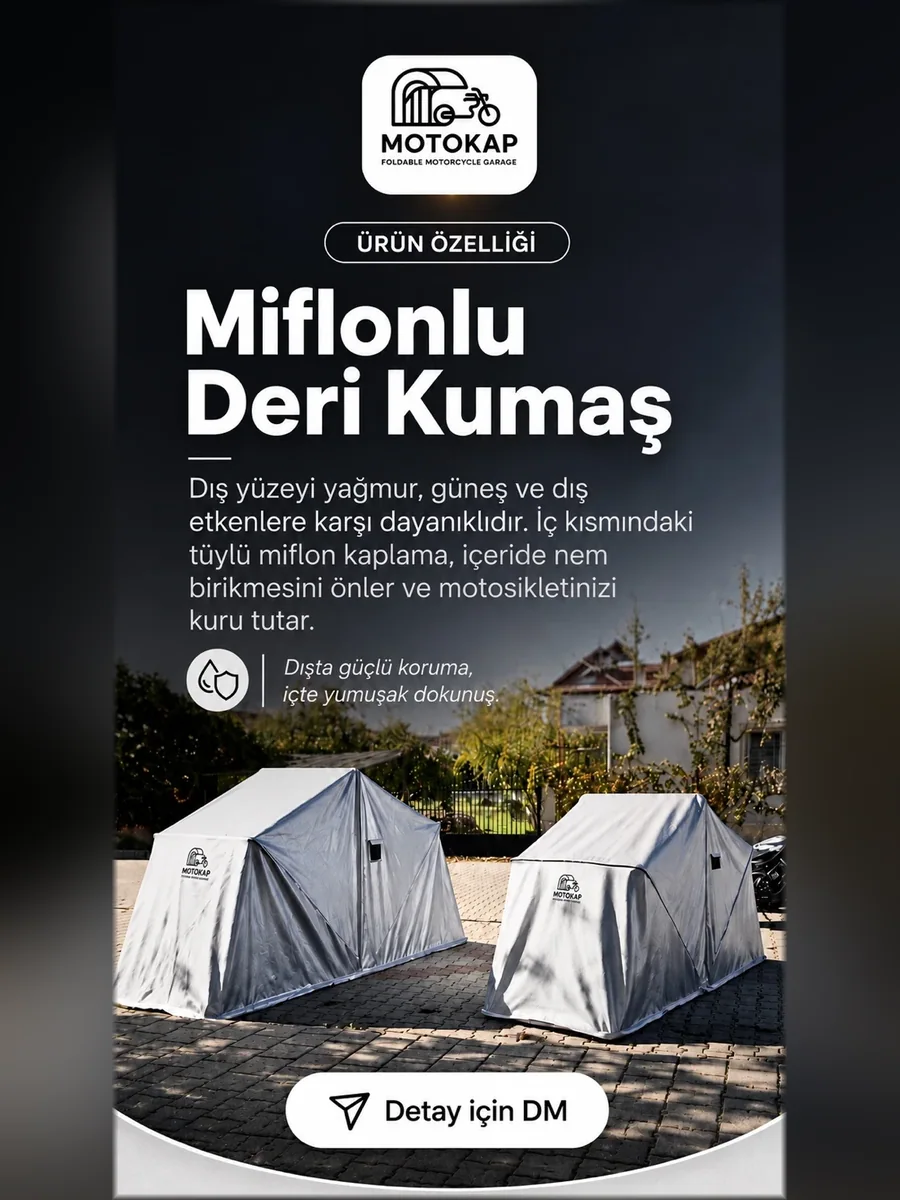 MOTOKAP
FOLDABLE MOTORCYCLE GARAGE
ÜRÜN ÖZELLİĞİ
Miflonlu
Deri Kumaş
Dış yüzeyi yağmur, güneş ve dış
etkenlere karşı dayanıklıdır. İç kısmındaki
tüylü miflon kaplama, içeride nem
birikmesini önler ve motosikletinizi
kuru tutar.
Dışta güçlü koruma,
içte yumuşak dokunuş.
MOTOKAP
MOTOKAP
Detay için DM